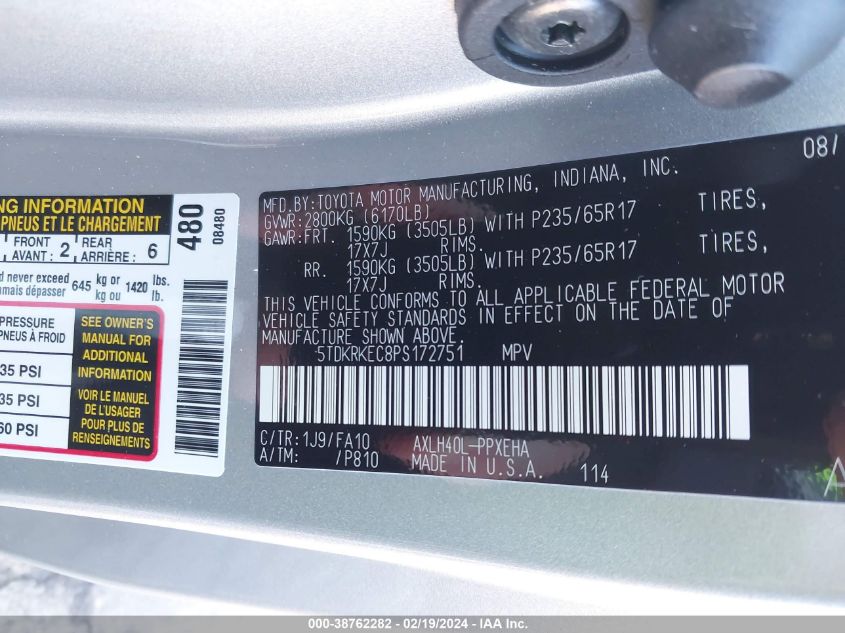 NG INFORMATION
PNEUS ET LE CHARGEMENT
FRONT AVANT : 2 REAR ARRIÈRE : 6
d never exceed 645 kg or 1420 lbs.
amais dépasser kg ou lb.
PRESSURE
PNEUS À FROID
35 PSI
35 PSI
60 PSI
SEE OWNER'S
MANUAL FOR
ADDITIONAL
INFORMATION
VOIR LE MANUEL
DE L'USAGER
POUR PLUS DE
RENSEIGNEMENTS
480
08480
08/
MFD.BY:TOYOTA MOTOR MANUFACTURING, INDIANA, INC.
GVWR:2800KG (6170LB)
GAWR:FRT. 1590KG (3505LB) WITH P235/65R17 TIRES,
17X7J RIMS.
RR. 1590KG (3505LB) WITH P235/65R17 TIRES,
17X7J RIMS.
THIS VEHICLE CONFORMS TO ALL APPLICABLE FEDERAL MOTOR
VEHICLE SAFETY STANDARDS IN EFFECT ON THE DATE OF
MANUFACTURE SHOWN ABOVE.
5TDKRKEC8PS172751 MPV
C/TR:1J9/FA10 AXLH40L-PPXEHA
A/TM: /P810 MADE IN U.S.A. 114
A
000-38762282 - 02/19/2024 - IAA Inc.